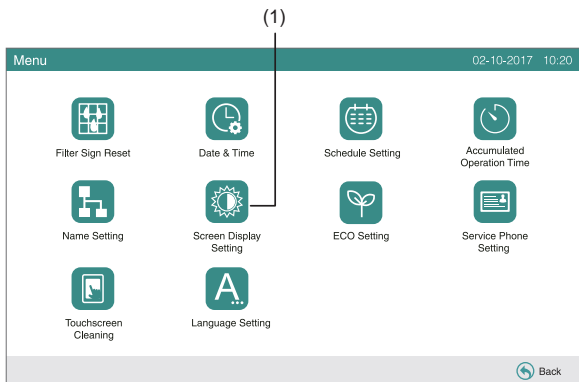 (1)
Menu 02-10-2017 10:20
Filter Sign Reset
Date & Time
Schedule Setting
Accumulated
Operation Time
Name Setting
Screen Display
Setting
ECO Setting
Service Phone
Setting
Touchscreen
Cleaning
A...
Language Setting
Back